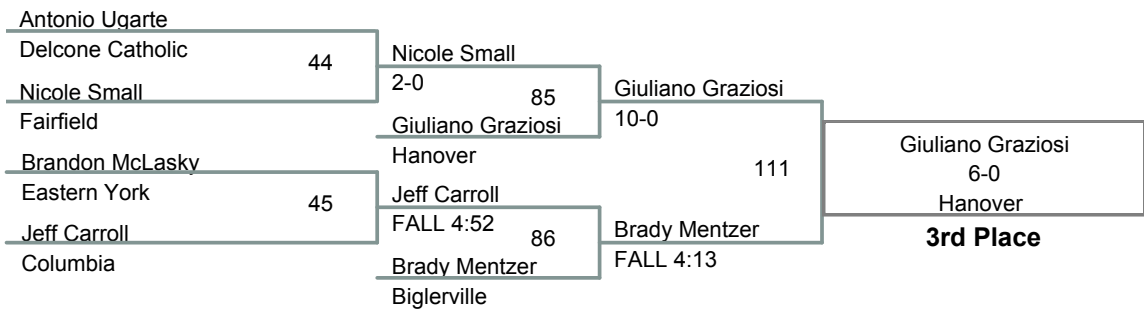 Antonio Ugarte
Delcone Catholic
44
Nicole Small
Fairfield
Brandon McLasky
Eastern York
45
Jeff Carroll
Columbia
Nicole Small
2-0
85
Giuliano Graziosi
Hanover
Jeff Carroll
FALL 4:52
86
Brady Mentzer
Biglerville
Giuliano Graziosi
10-0
111
Brady Mentzer
FALL 4:13
Giuliano Graziosi
6-0
Hanover
3rd Place